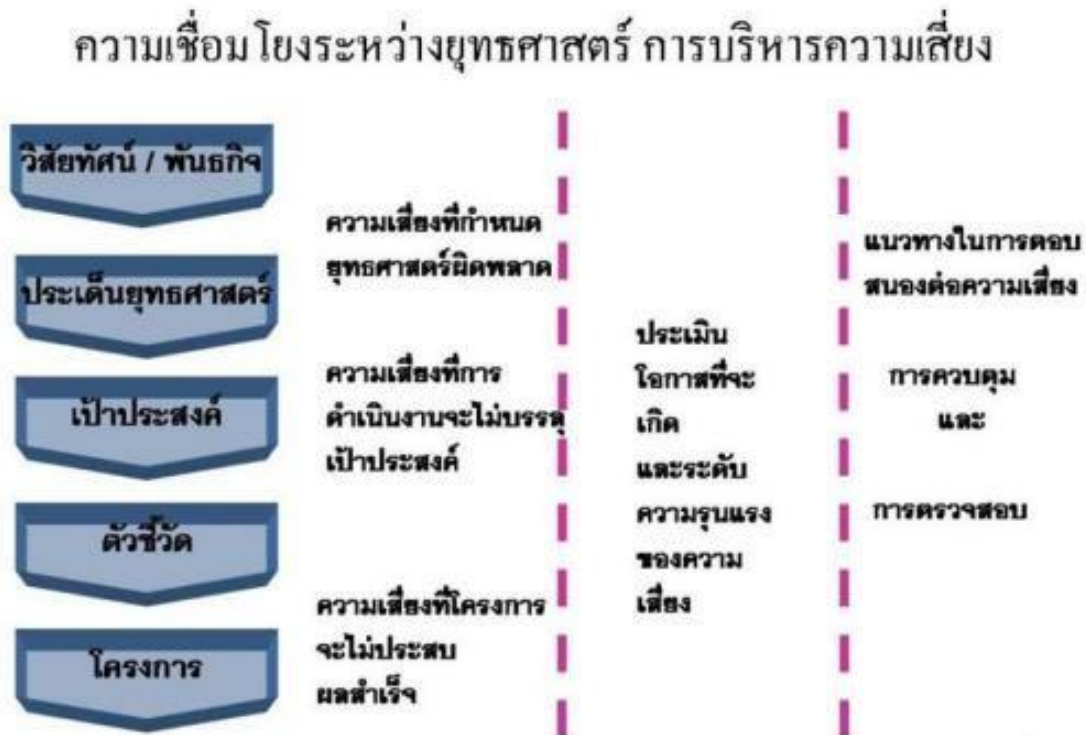 ความเชื่อมโยงระหว่างยุทธศาสตร์ การบริหารความเสี่ยง
วิสัยทัศน์ / พันธกิจ
ประเด็นยุทธศาสตร์
เป้าประสงค์
ตัวชี้วัด
โครงการ
ความเสี่ยงที่กำหนด
ยุทธศาสตร์ผิดพลาด
ความเสี่ยงที่การ
ดำเนินงานจะไม่บรรลุ
เป้าประสงค์
ความเสี่ยงที่โครงการ
จะไม่ประสบ
ผลสำเร็จ
ประเมิน
โอกาสที่จะ
เกิด
และระดับ
ความรุนแรง
ของความ
เสี่ยง
แนวทางในการตอบ
สนองต่อความเสี่ยง
การควบคุม
และ
การตรวจสอบ